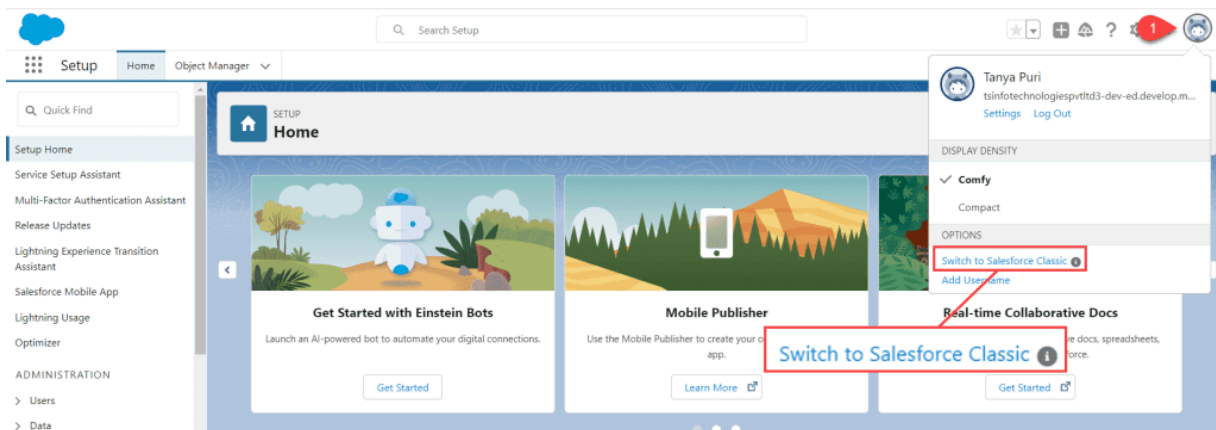 Search Setup
1
Setup
Home
Object Manager
Quick Find
Setup Home
Service Setup Assistant
Multi-Factor Authentication Assistant
Release Updates
Lightning Experience Transition
Assistant
Salesforce Mobile App
Lightning Usage
Optimizer
ADMINISTRATION
Users
Data
SETUP
Home
Get Started with Einstein Bots
Launch an AI-powered bot to automate your digital connections.
Get Started
Mobile Publisher
Use the Mobile Publisher to create your o
app.
Learn More
Real-time Collaborative Docs
ve docs, spreadsheets,
force.
Get Started
Tanya Puri
tsinfotechnologiespvtltd3-dev-ed.develop.m...
Settings Log Out
DISPLAY DENSITY
Comfy
Compact
OPTIONS
Switch to Salesforce Classic
Add Username
Switch to Salesforce Classic